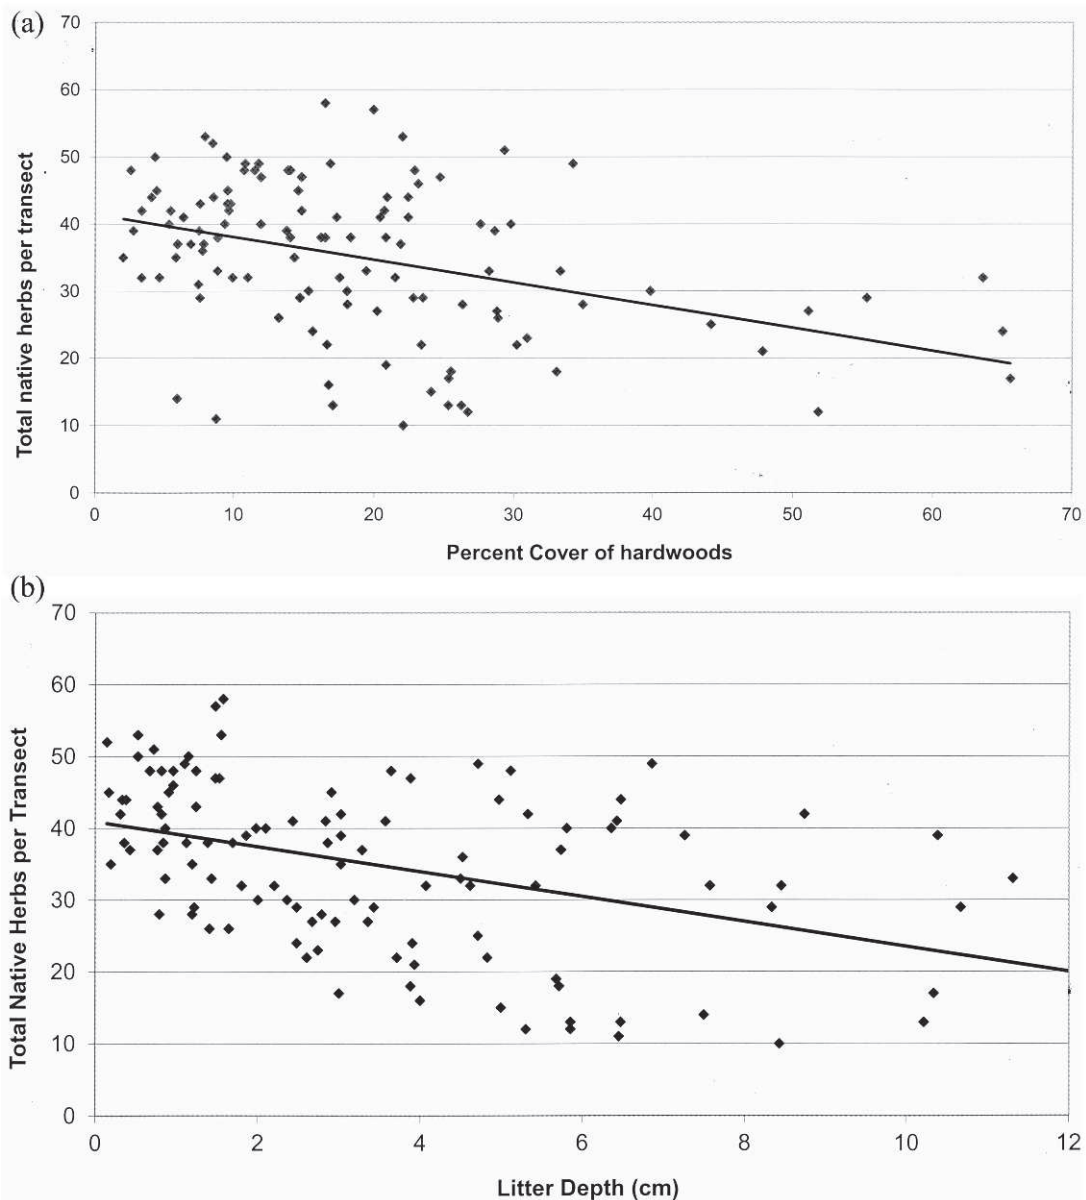 (a)
Total native herbs per transect
70
60
50
40
30
20
10
0
0 10 20 30 40 50 60 70
Percent Cover of hardwoods
(b)
Total Native Herbs per Transect
70
60
50
40
30
20
10
0
0 2 4 6 8 10 12
Litter Depth (cm)